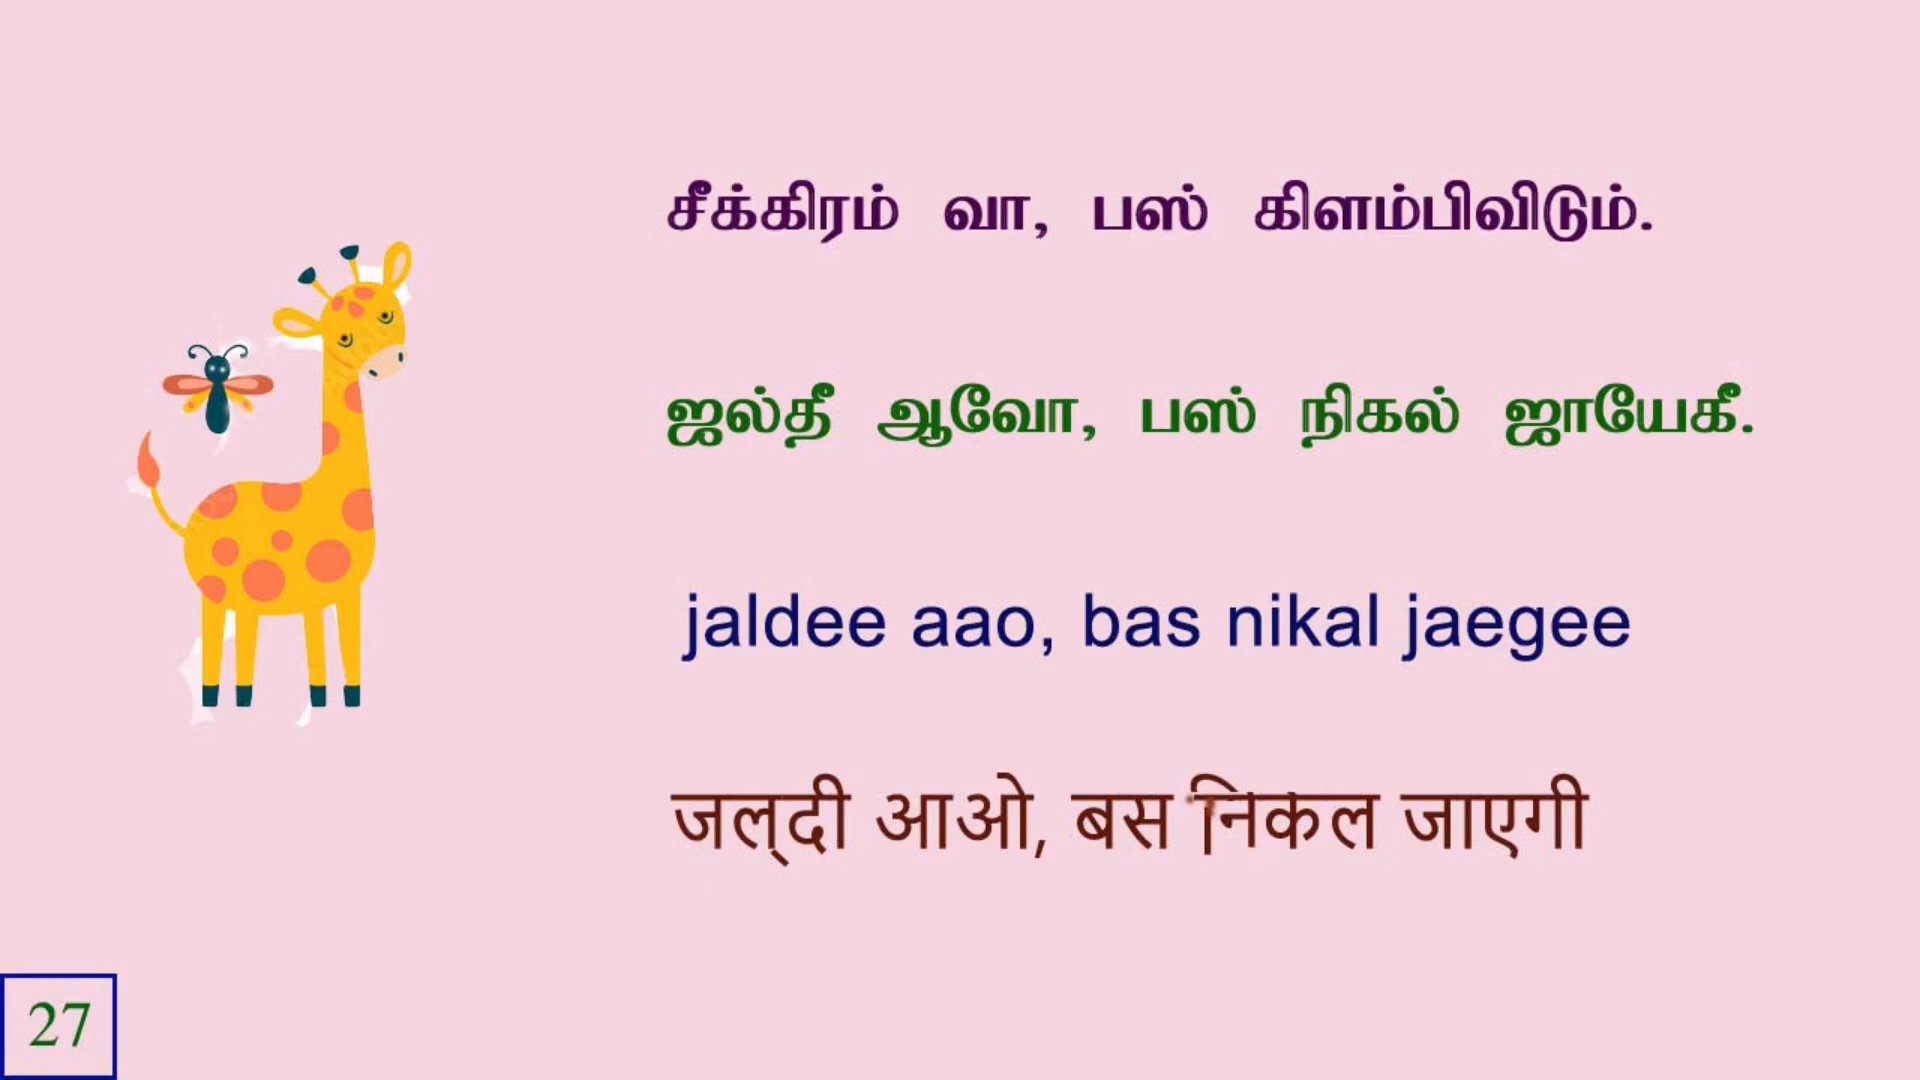 சீக்கிரம் வா, பஸ் கிளம்பிவிடும்.
ஜல்தீ ஆவோ, பஸ் நிகல் ஜாயேகீ.
jaldee aao, bas nikal jaegee
जल्‌दी आओ, बस निकल जाएगी
27